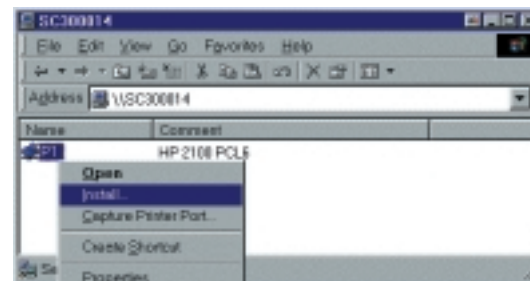 SC300014
File Edit View Go Favorites Help
Address \\SC300014
Name Comment
P1 HP 2100 PCL6
Open
Install...
Capture Printer Port...
Create Shortcut
Properties